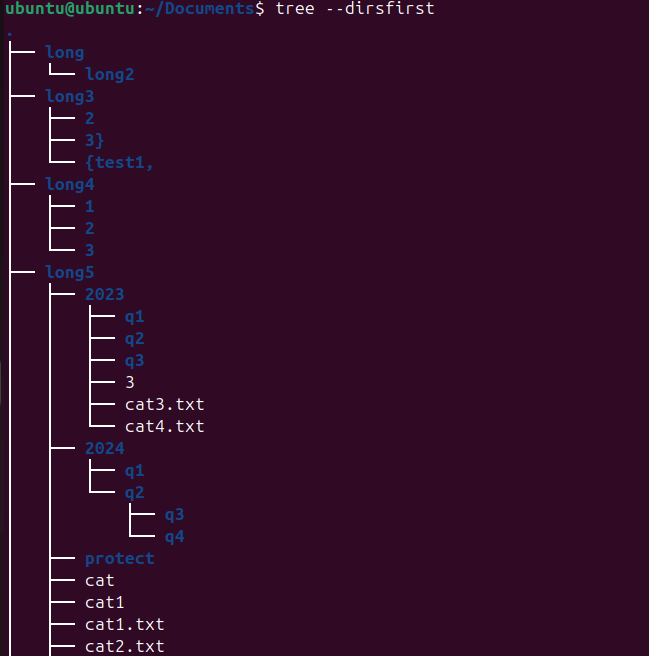 ubuntu@ubuntu:~/Documents$ tree --dirsfirst
.
├── long
│   └── long2
├── long3
│   ├── 2
│   ├── 3}
│   └── {test1,
├── long4
│   ├── 1
│   ├── 2
│   └── 3
├── long5
│   ├── 2023
│   │   ├── q1
│   │   ├── q2
│   │   ├── q3
│   │   ├── 3
│   │   ├── cat3.txt
│   │   └── cat4.txt
│   ├── 2024
│   │   ├── q1
│   │   └── q2
│   │       ├── q3
│   │       └── q4
│   ├── protect
│   ├── cat
│   ├── cat1
│   ├── cat1.txt
│   ├── cat2.txt